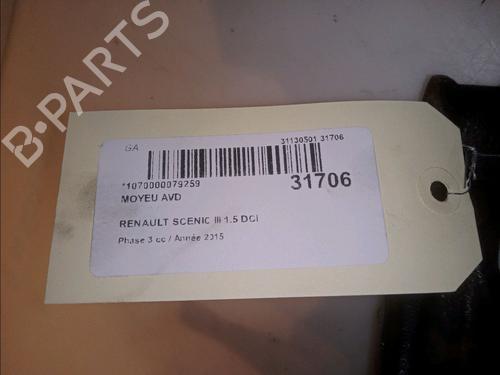 B-PARTS
GA
31130501 31706
*1070000079259
31706
MOYEU AVD
RENAULT SCENIC III 1.5 DCI
Phase 3 cc / Année 2015